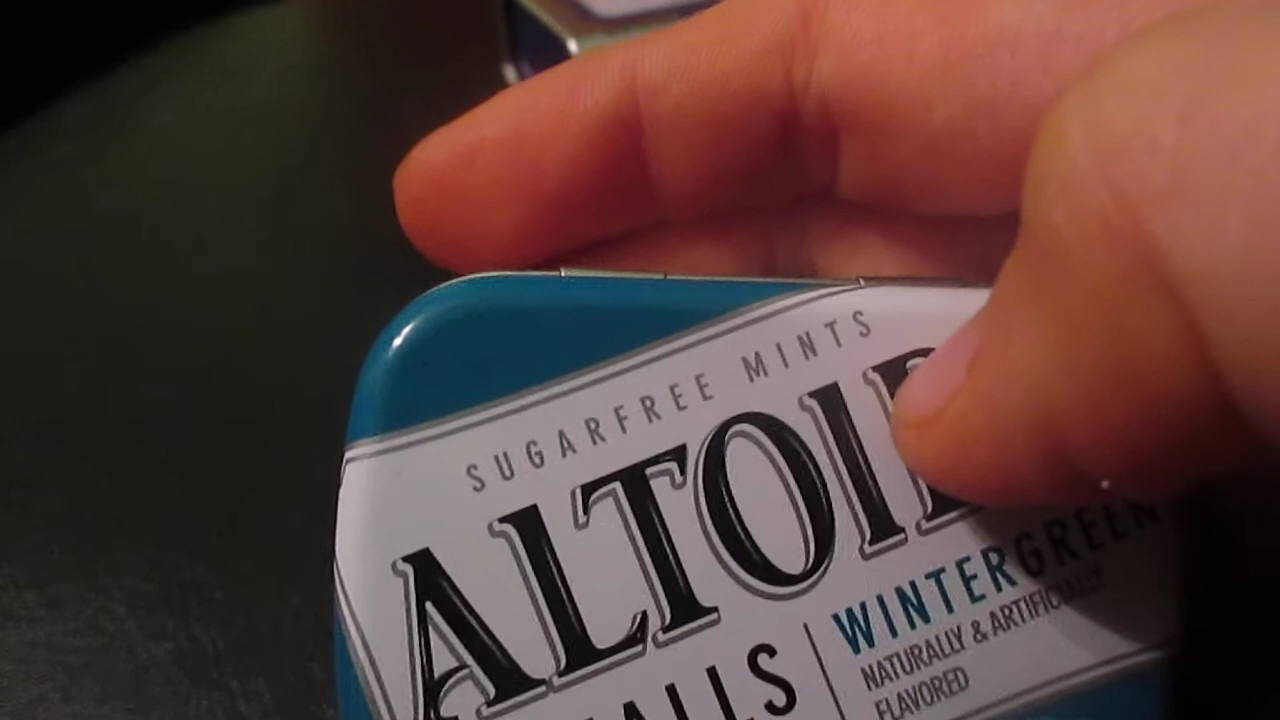 SUGARFREE MINTS
ALTOI
ALLS
WINTERGREEN
NATURALLY & ARTIFICIALLY
FLAVORED